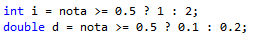 int i = nota >= 0.5 ? 1 : 2;
double d = nota >= 0.5 ? 0.1 : 0.2;